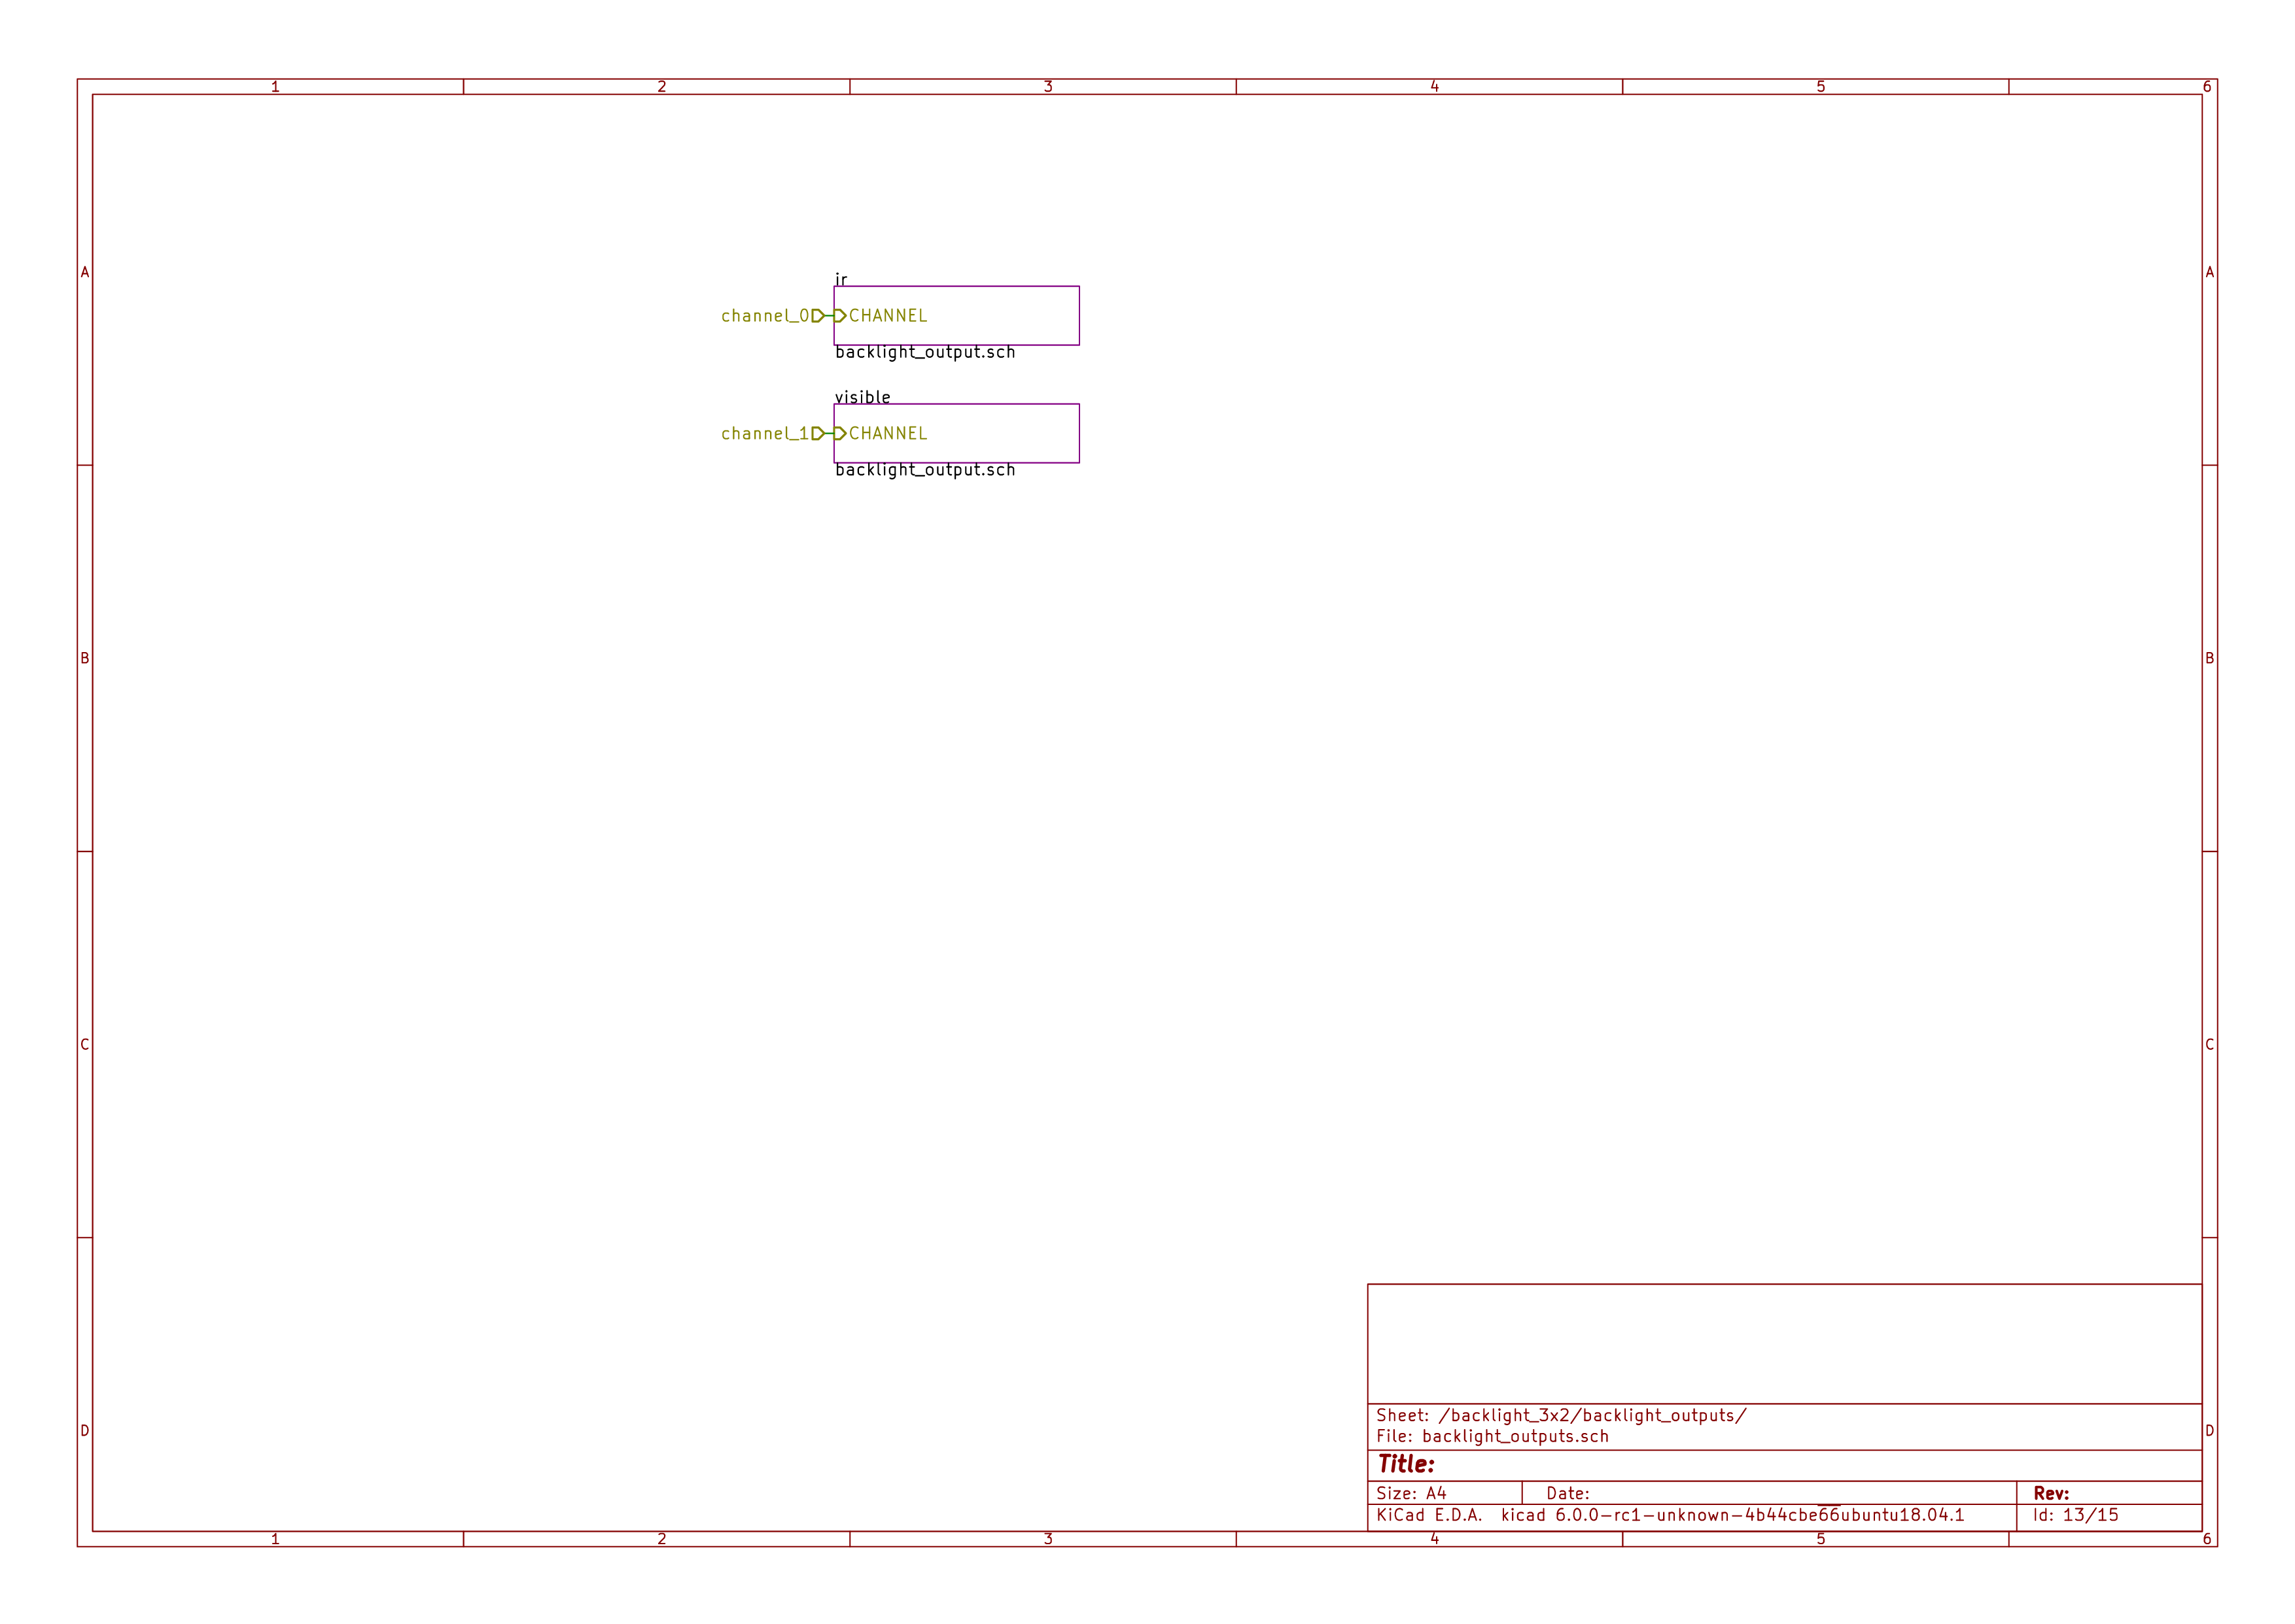 1 2 3 4 5 6
A A
ir
channel_0 CHANNEL
backlight_output.sch
visible
channel_1 CHANNEL
backlight_output.sch
B B
C C
Sheet: /backlight_3x2/backlight_outputs/
D D
File: backlight_outputs.sch
Title:
Size: A4 Date: Rev:
KiCad E.D.A. kicad 6.0.0-rc1-unknown-4b44cbe66ubuntu18.04.1 Id: 13/15
1 2 3 4 5 6